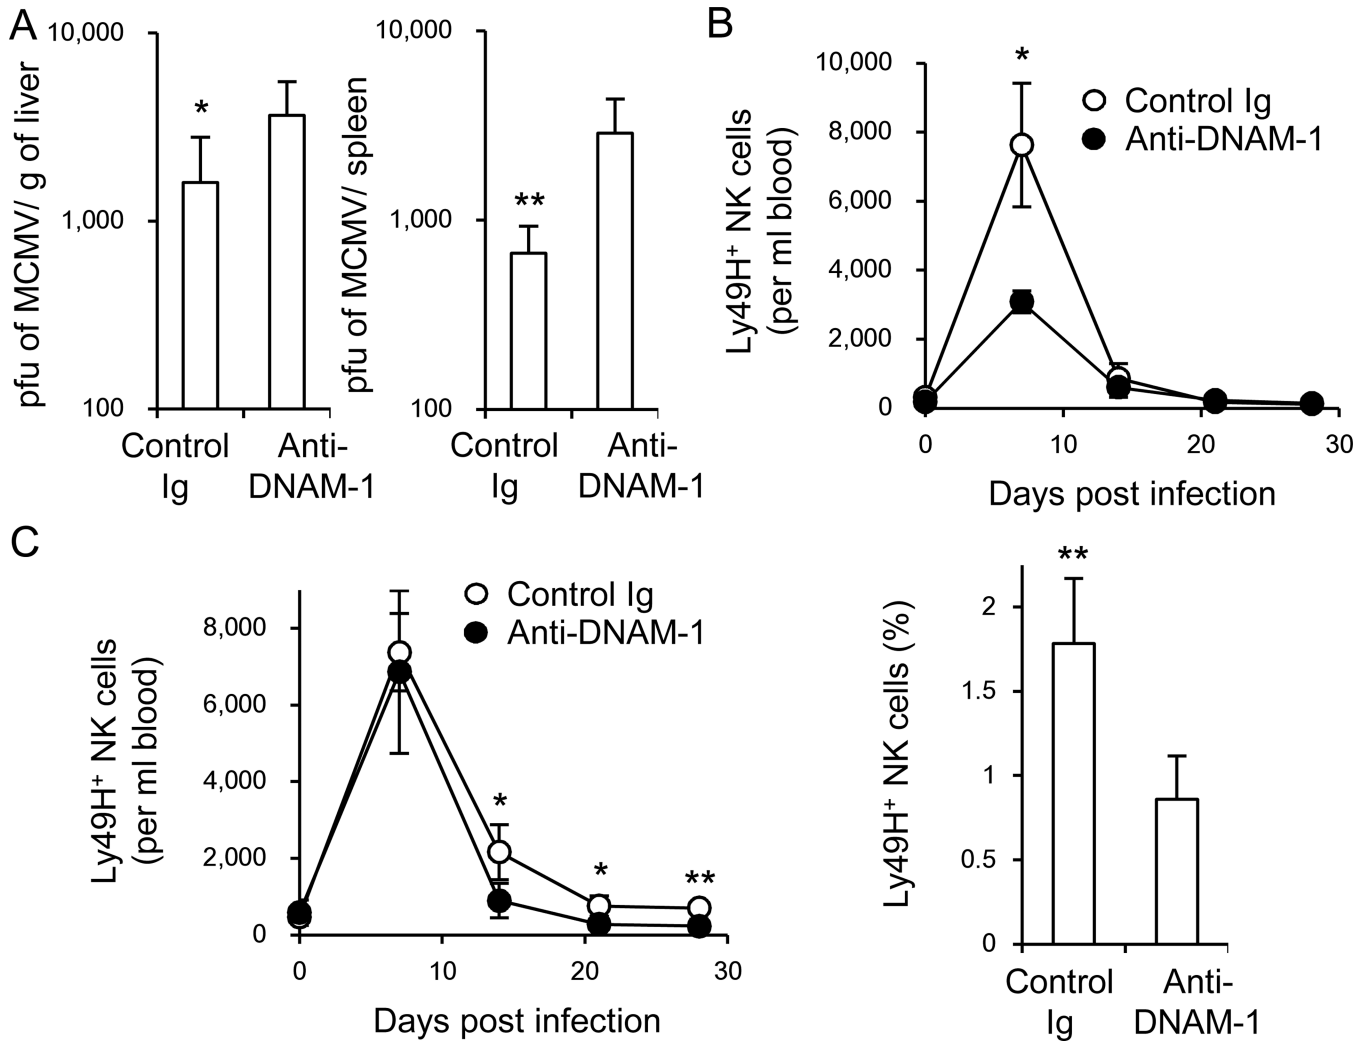 A
10,000
1,000
100
pfu of MCMV/ g of liver
*
Control
Ig
Anti-
DNAM-1
10,000
1,000
100
pfu of MCMV/ spleen
**
Control
Ig
Anti-
DNAM-1
B
10,000
8,000
6,000
4,000
2,000
0
Ly49H⁺ NK cells
(per ml blood)
*
Control Ig
Anti-DNAM-1
0 10 20 30
Days post infection
C
8,000
6,000
4,000
2,000
0
Ly49H⁺ NK cells
(per ml blood)
Control Ig
Anti-DNAM-1
*
*
**
0 10 20 30
Days post infection
Ly49H⁺ NK cells (%)
2
1.5
1
0.5
0
**
Control
Ig
Anti-
DNAM-1